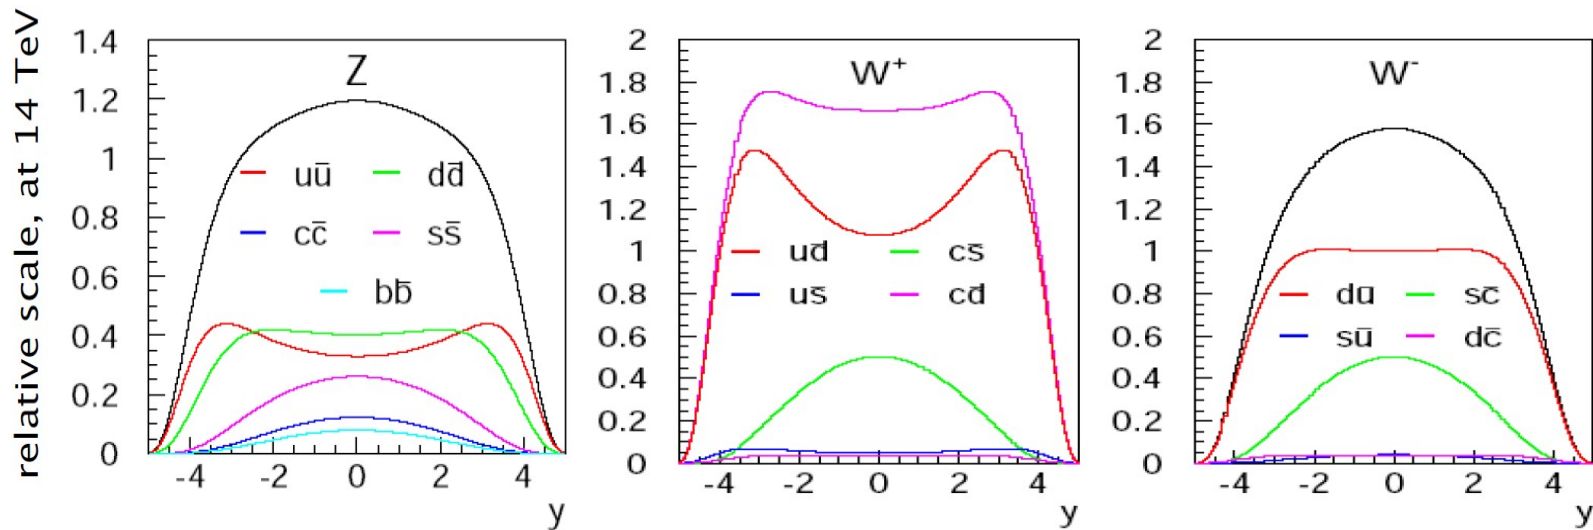 relative scale, at 14 TeV
Z
1.4
1.2
1
0.8
0.6
0.4
0.2
0
uū dd̄
cc̄ ss̄
bb̄
-4 -2 0 2 4
y
W⁺
2
1.8
1.6
1.4
1.2
1
0.8
0.6
0.4
0.2
0
ud̄ cs̄
us̄ cd̄
-4 -2 0 2 4
y
W⁻
2
1.8
1.6
1.4
1.2
1
0.8
0.6
0.4
0.2
0
dū sc̄
sū dc̄
-4 -2 0 2 4
y